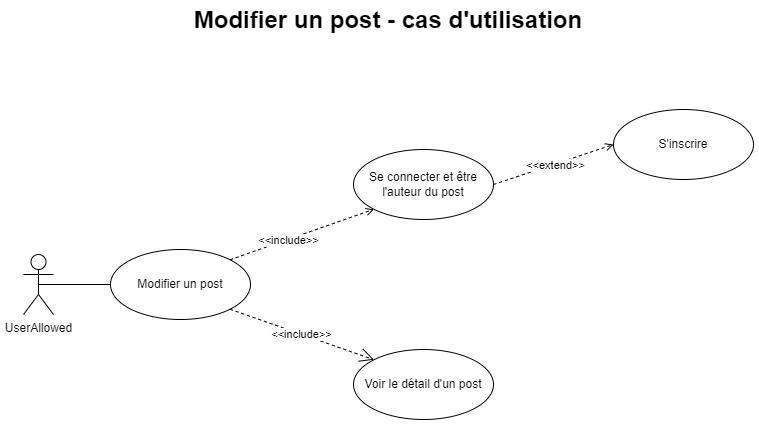 Modifier un post - cas d'utilisation
S'inscrire
<<extend>>
Se connecter et être
l'auteur du post
<<include>>
Modifier un post
UserAllowed
<<include>>
Voir le détail d'un post